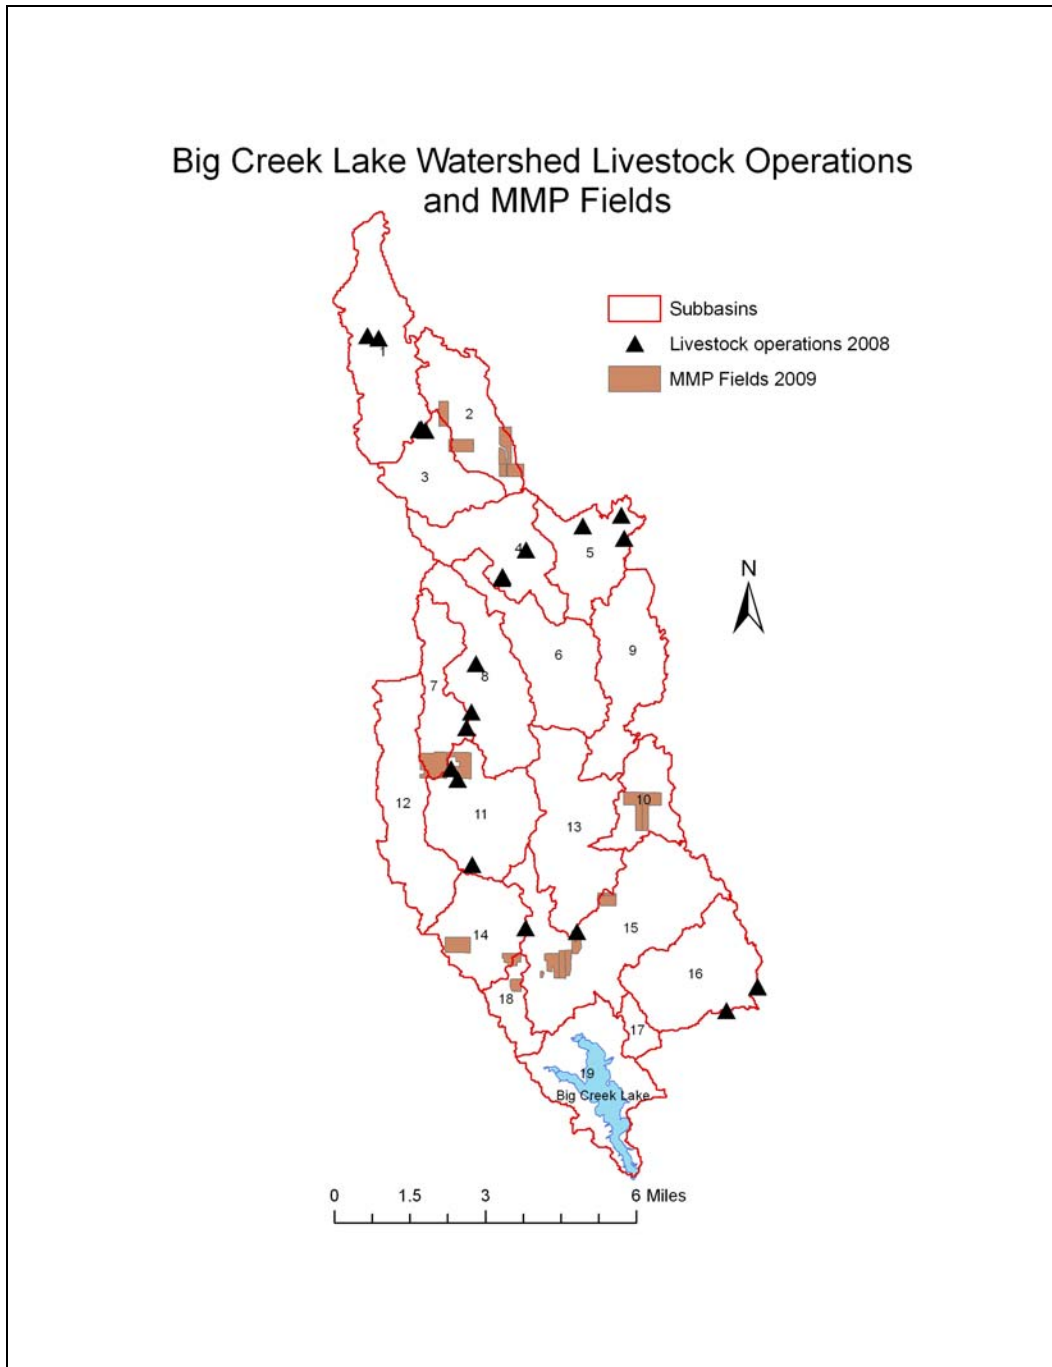 Big Creek Lake Watershed Livestock Operations
and MMP Fields
Subbasins
Livestock operations 2008
MMP Fields 2009
1
2
3
4
5
N
6
9
7
8
12
11
13
10
14
15
16
18
17
19
Big Creek Lake
0 1.5 3 6 Miles